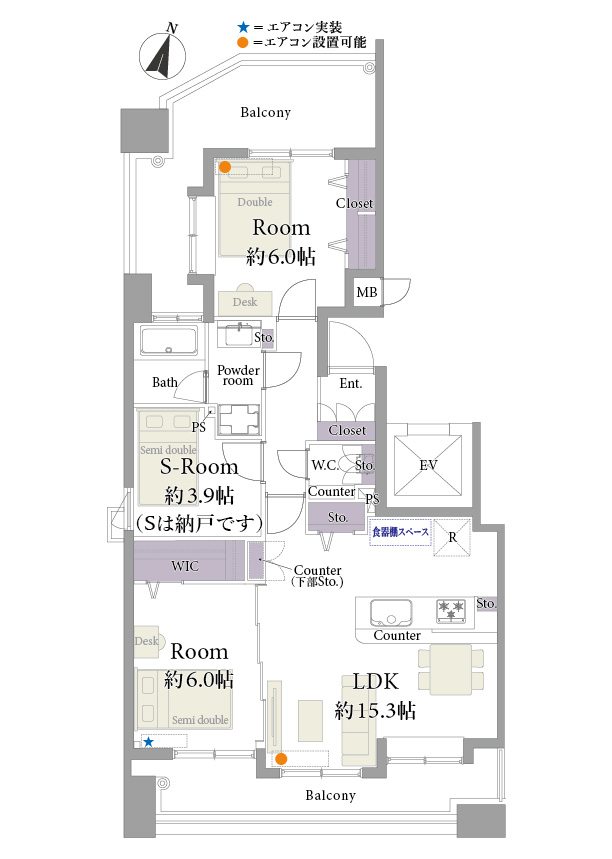 N
★ = エアコン実装
● =エアコン設置可能
Balcony
Double
Closet
Room
約6.0帖
Desk
MB
Sto.
Bath
Powder
room
Ent.
PS
Closet
Semi double
S-Room
約3.9帖
(Sは納戸です)
W.C.
Sto.
EV
Counter
PS
Sto.
食器棚スペース
R
WIC
Counter
(下部Sto.)
Sto.
Counter
Desk
Room
約6.0帖
LDK
約15.3帖
Semi double
★
Balcony